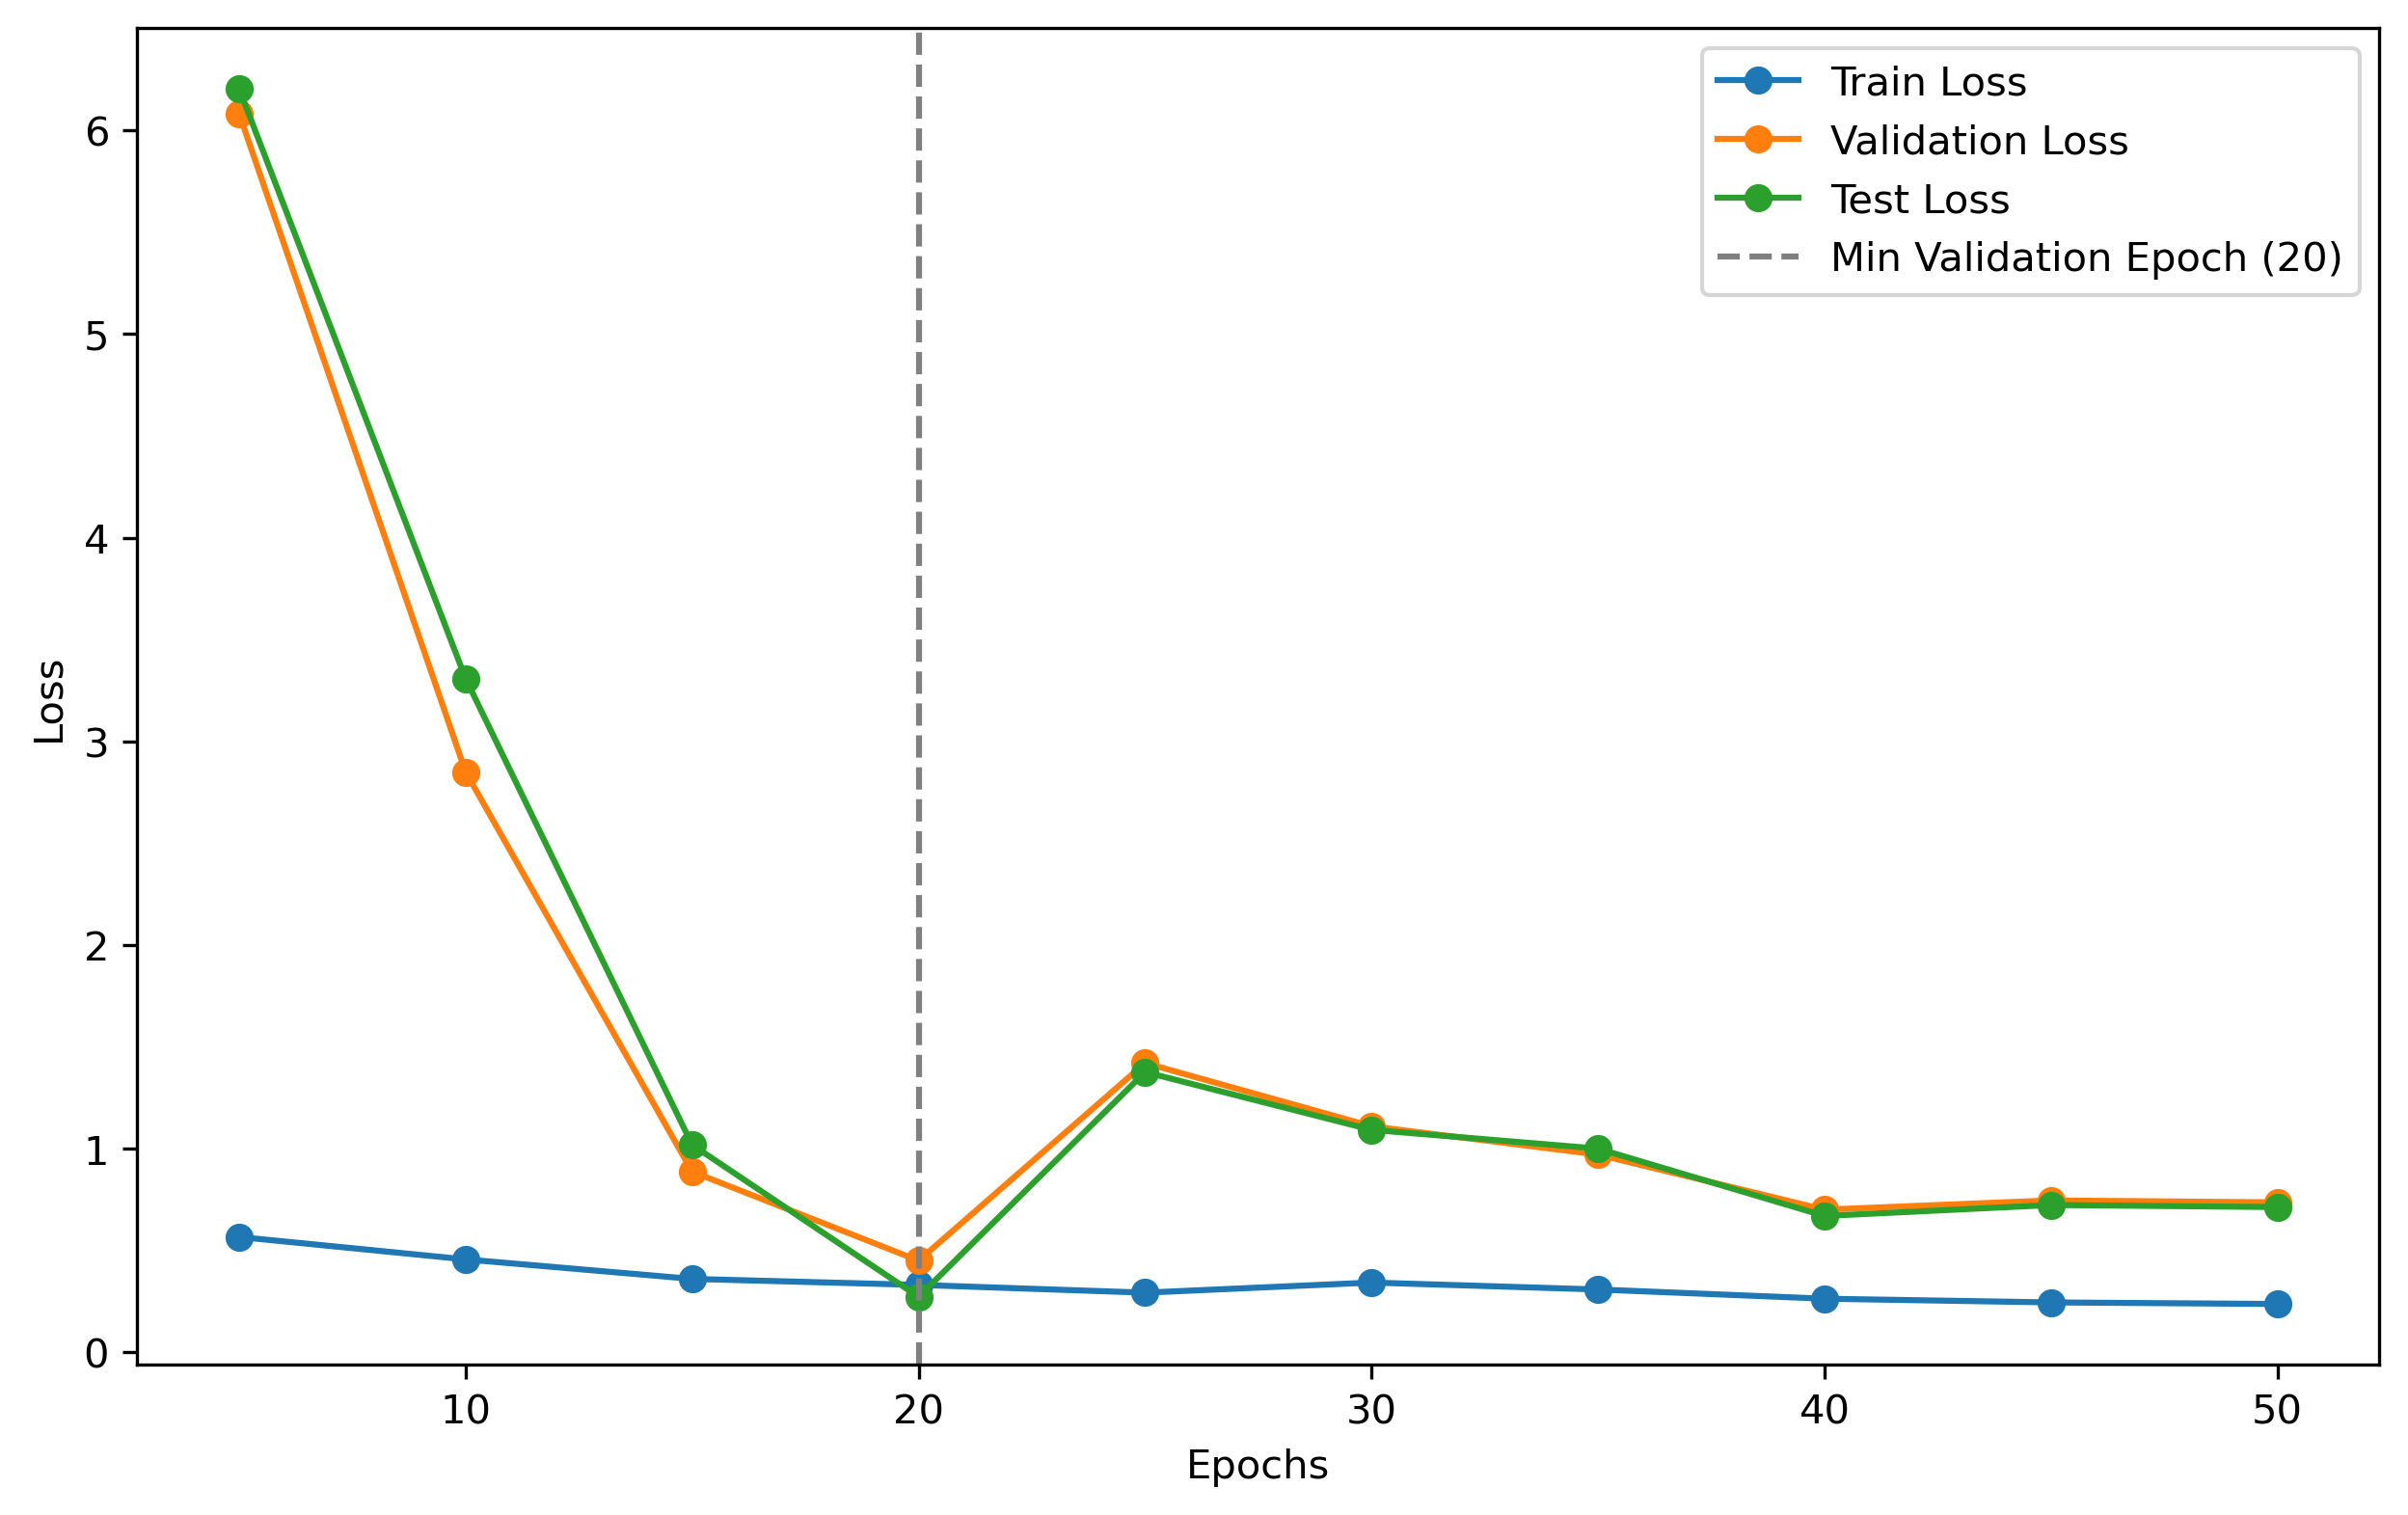 Train Loss
Validation Loss
Test Loss
Min Validation Epoch (20)
6
5
4
3
2
1
0
Loss
10 20 30 40 50
Epochs